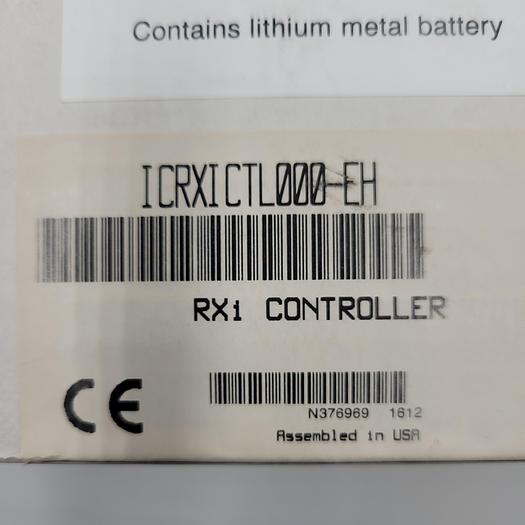 Contains lithium metal battery
ICRXICTL000-EH
RXi CONTROLLER
CE
N376969 1612
Assembled in USA